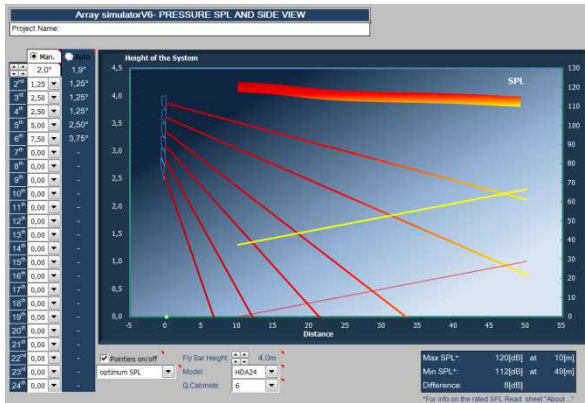 Array simulatorV6- PRESSURE SPL AND SIDE VIEW
Project Name:
Man. Auto
2,0° 1,9°
2nd 1,25 1,25°
3rd 2,50 1,25°
4th 2,50 1,25°
5th 5,00 2,50°
6th 7,50 3,75°
7th 0,00 -
8th 0,00 -
9th 0,00 -
10th 0,00 -
11th 0,00 -
12th 0,00 -
13th 0,00 -
14th 0,00 -
15th 0,00 -
16th 0,00 -
17th 0,00 -
18th 0,00 -
19th 0,00 -
20th 0,00 -
21st 0,00 -
22nd 0,00 -
23rd 0,00 -
24th 0,00 -
Height of the System
SPL
4,5
4,0
3,5
3,0
2,5
2,0
1,5
1,0
0,5
0,0
130
120
110
100
90
80
70
60
50
40
30
20
10
0
-5 0 5 10 15 20 25 30 35 40 45 50 55
Distance
Pointers on/off
optimum SPL
Fly Bar Height 4,0m
Model: HDA24
Q.Cabinets: 6
Max SPL*: 120[dB] at 10[m]
Min SPL*: 112[dB] at 49[m]
Difference: 8[dB]
*For info on the rated SPL Read sheet "About ..."